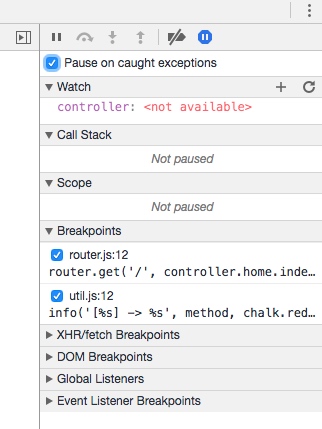 Pause on caught exceptions
Watch
controller: <not available>
Call Stack
Not paused
Scope
Not paused
Breakpoints
router.js:12
router.get('/', controller.home.inde…
util.js:12
info('[%s] -> %s', method, chalk.red…
XHR/fetch Breakpoints
DOM Breakpoints
Global Listeners
Event Listener Breakpoints